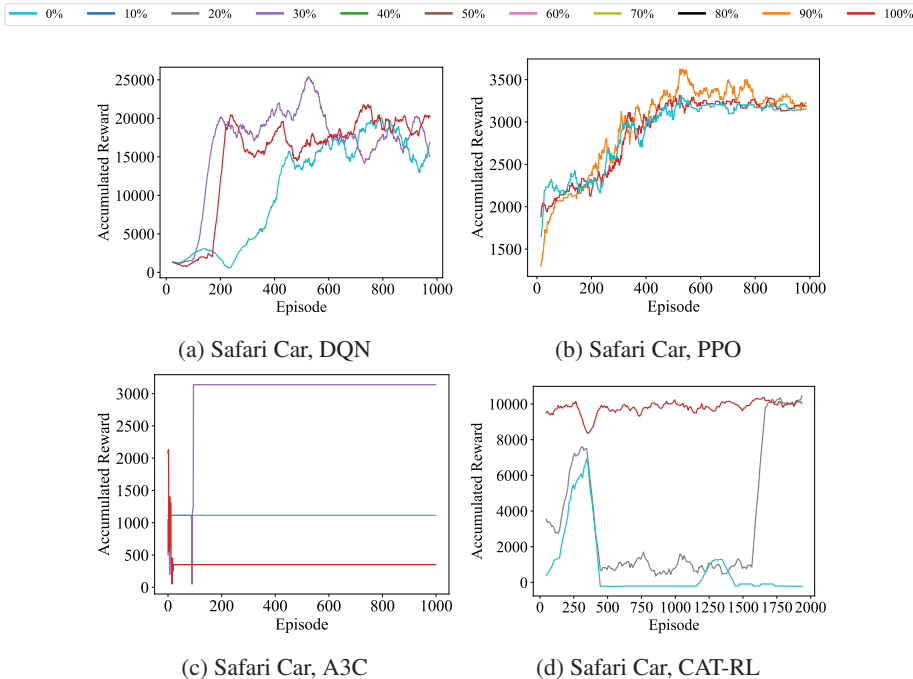 0% 10% 20% 30% 40% 50% 60% 70% 80% 90% 100%
25000
20000
15000
10000
5000
0
Accumulated Reward
0 200 400 600 800 1000
Episode
(a) Safari Car, DQN
3500
3000
2500
2000
1500
Accumulated Reward
0 200 400 600 800 1000
Episode
(b) Safari Car, PPO
3000
2500
2000
1500
1000
500
0
Accumulated Reward
0 200 400 600 800 1000
Episode
(c) Safari Car, A3C
10000
8000
6000
4000
2000
0
Accumulated Reward
0 250 500 750 1000 1250 1500 1750 2000
Episode
(d) Safari Car, CAT-RL